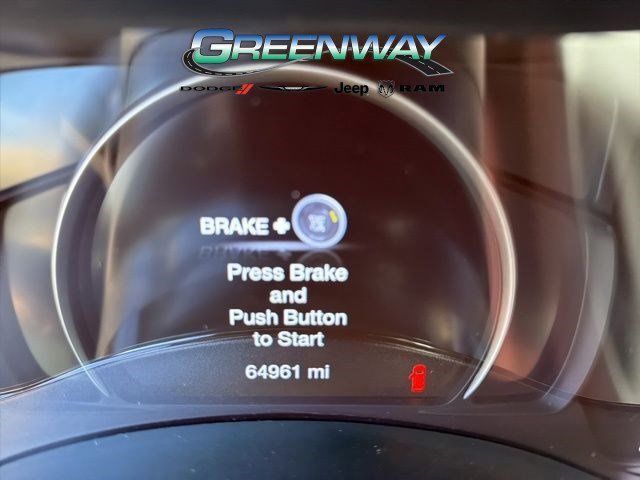 GREENWAY
DODGE Jeep RAM
BRAKE +
Press Brake
and
Push Button
to Start
64961 mi